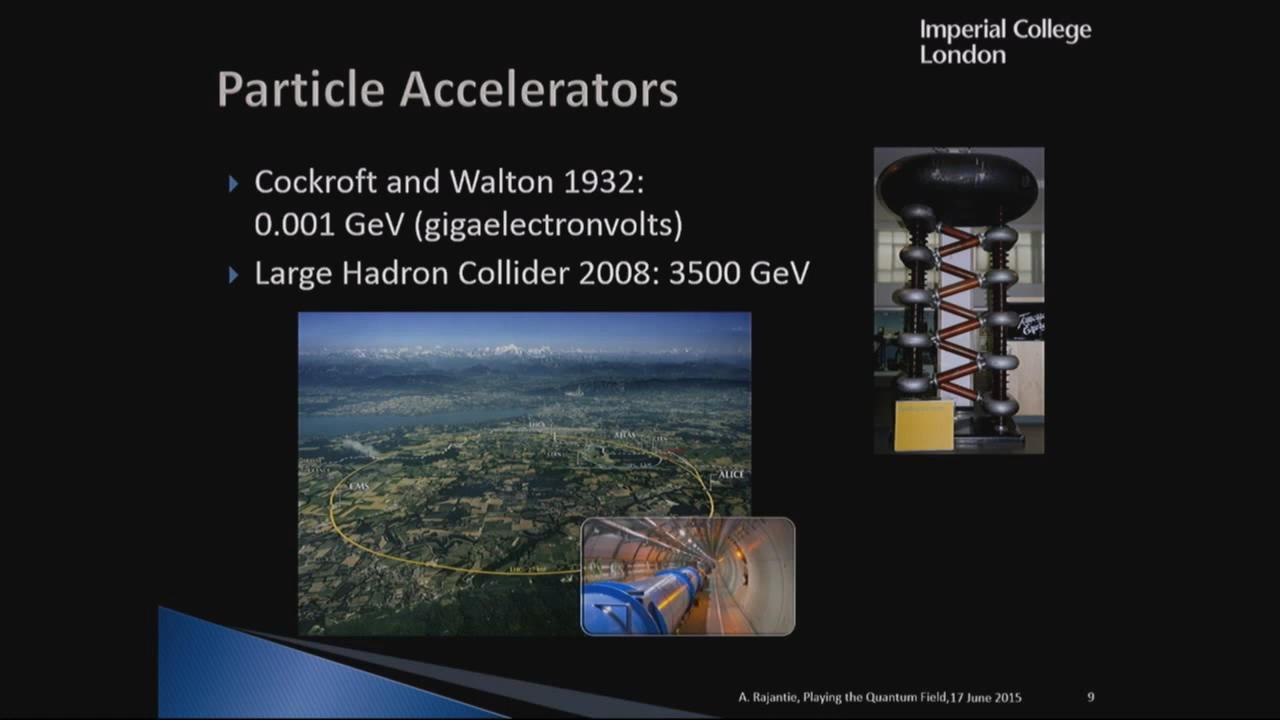 Imperial College
London
Particle Accelerators
Cockroft and Walton 1932:
0.001 GeV (gigaelectronvolts)
Large Hadron Collider 2008: 3500 GeV
ATLAS
ALICE
CMS
A. Rajantie, Playing the Quantum Field,17 June 2015
9